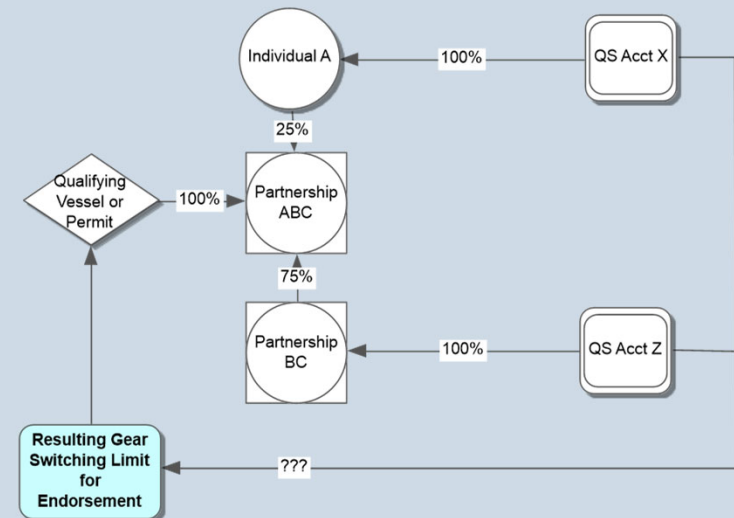 Individual A
100%
QS Acct X
25%
Qualifying
Vessel or
Permit
100%
Partnership
ABC
75%
Partnership
BC
100%
QS Acct Z
Resulting Gear
Switching Limit
for
Endorsement
???